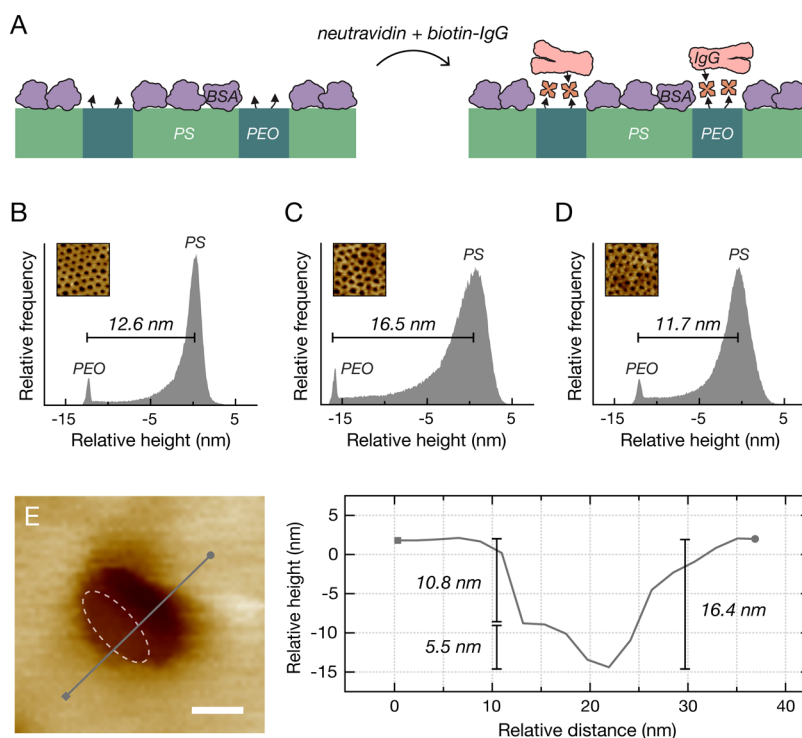 A
neutravidin + biotin-IgG
BSA
PS
PEO
IgG
BSA
PS
PEO
B
Relative frequency
PS
12.6 nm
PEO
-15
-5
5
Relative height (nm)
C
Relative frequency
PS
16.5 nm
PEO
-15
-5
5
Relative height (nm)
D
Relative frequency
PS
11.7 nm
PEO
-15
-5
5
Relative height (nm)
E
Relative height (nm)
5
0
-5
-10
-15
10.8 nm
5.5 nm
16.4 nm
0
10
20
30
40
Relative distance (nm)